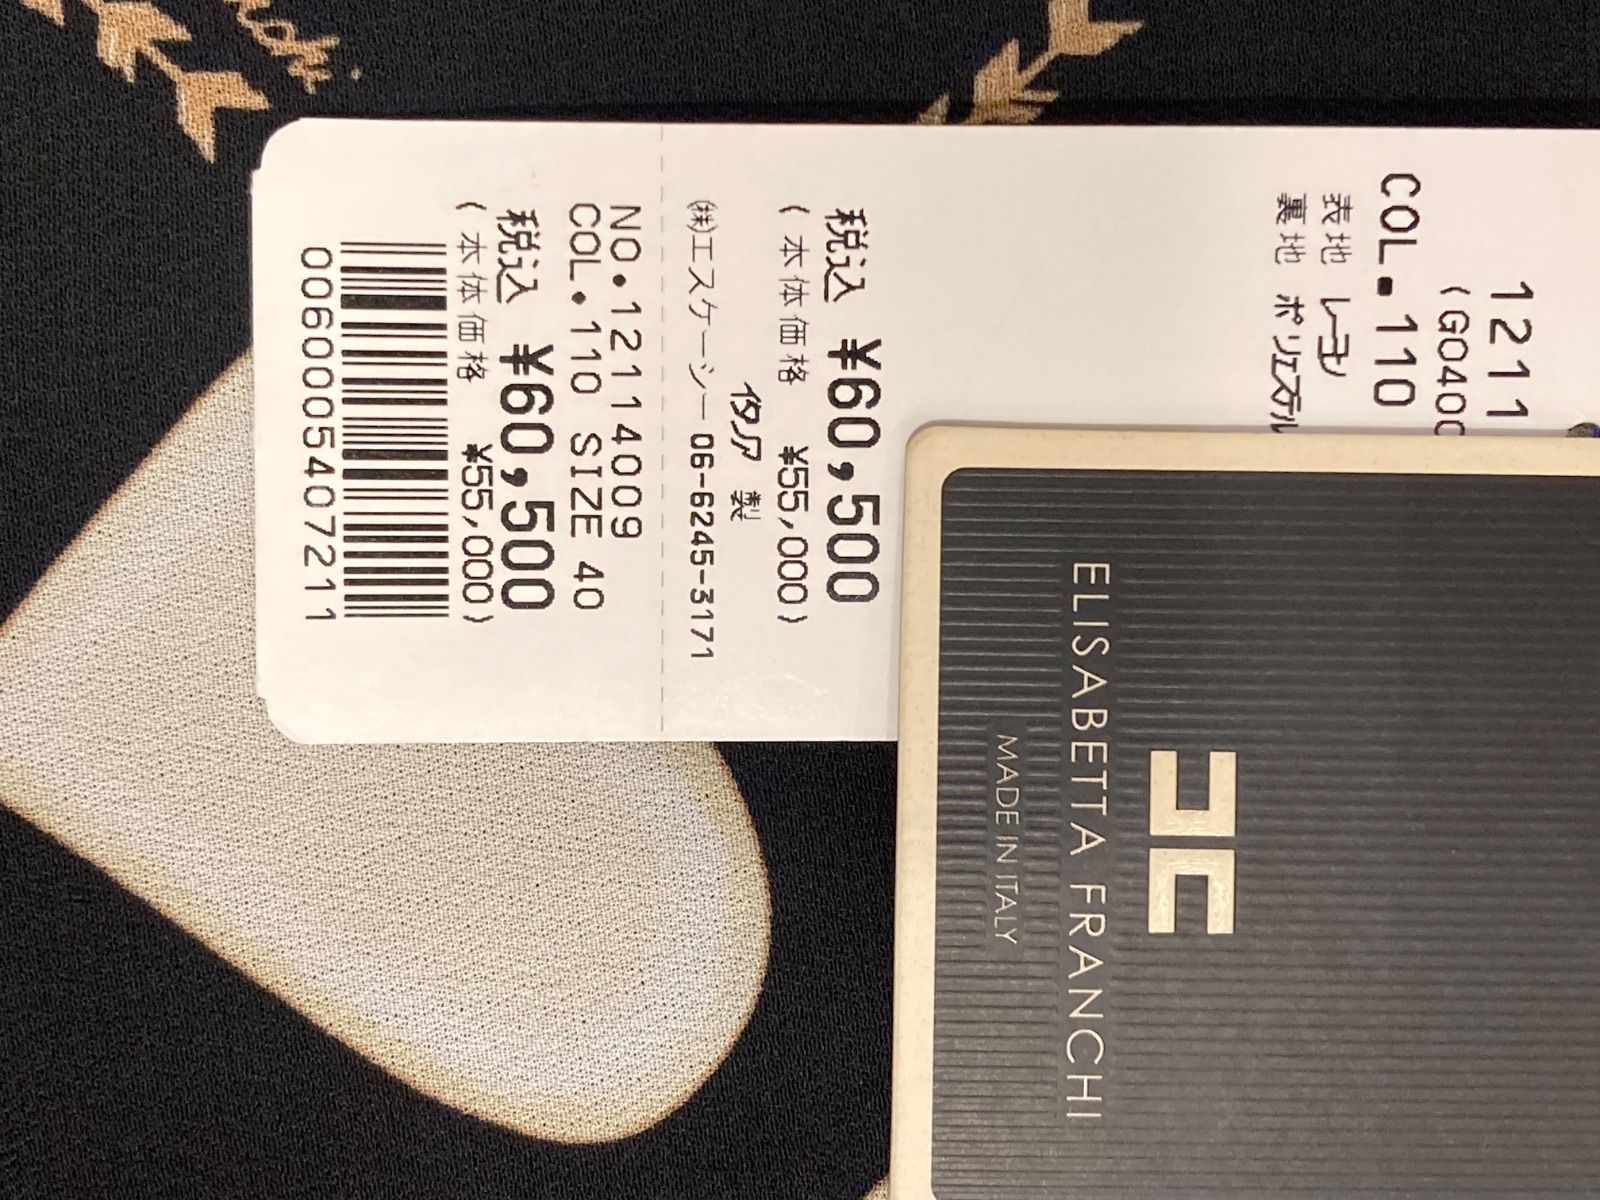 1211
(G0400
COL.110
表地 レーヨン
裏地 ポリエステル
税込 ¥60,500
(本体価格 ¥55,000)
イタリア 製
㈱エスケーシー06-6245-3171
NO.12114009
COL.110 SIZE 40
税込 ¥60,500
(本体価格 ¥55,000)
0060005407211
ELISABETTA FRANCHI
MADE IN ITALY